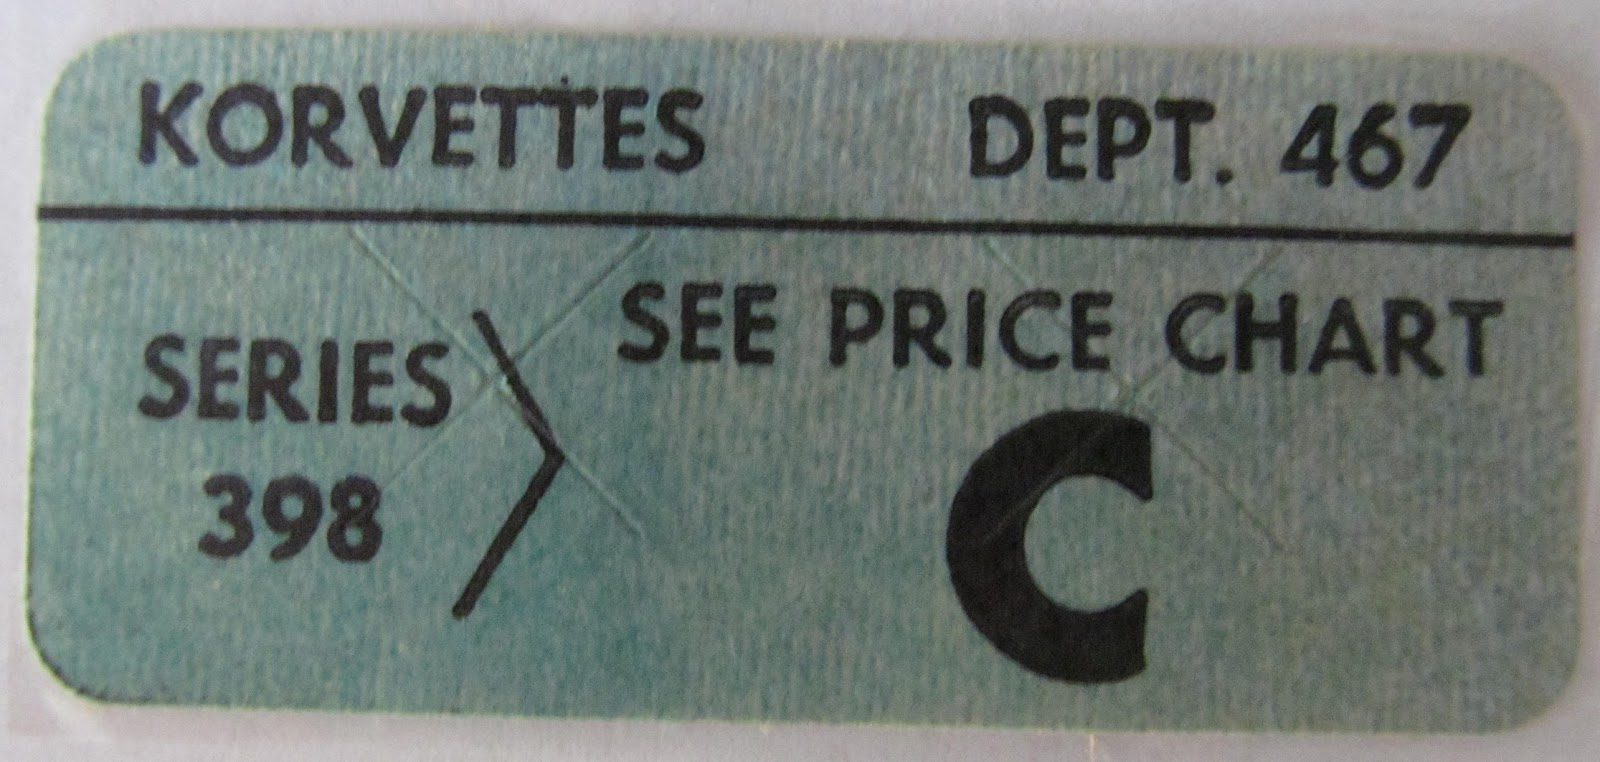 KORVETTES DEPT. 467
SEE PRICE CHART
SERIES
398
C